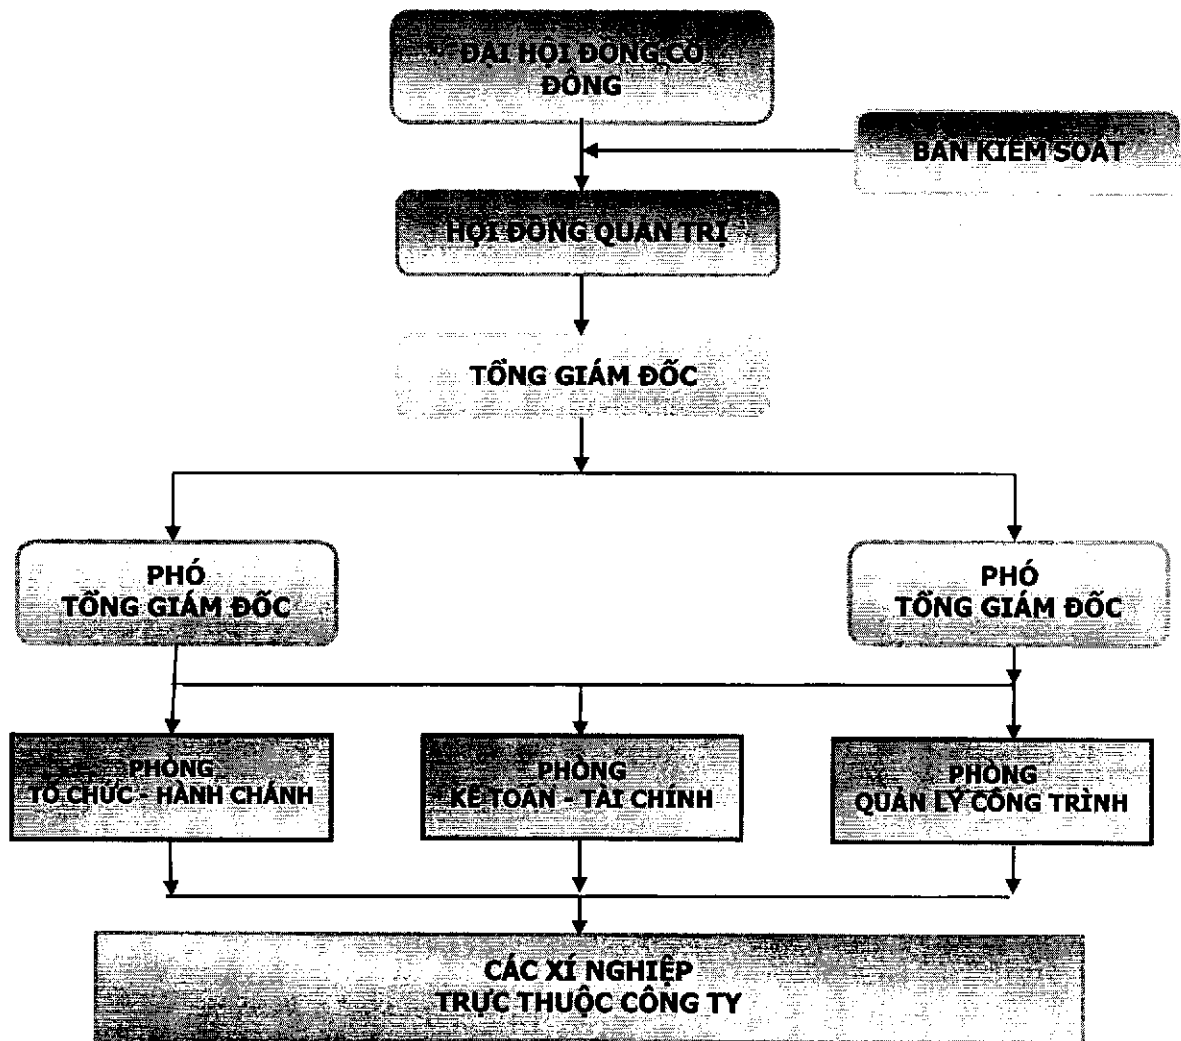 ĐẠI HỘI ĐỒNG CỔ
ĐÔNG
BAN KIỂM SOÁT
HỘI ĐỒNG QUẢN TRỊ
TỔNG GIÁM ĐỐC
PHÓ
TỔNG GIÁM ĐỐC
PHÓ
TỔNG GIÁM ĐỐC
PHÒNG
TỔ CHỨC - HÀNH CHÁNH
PHÒNG
KẾ TOÁN - TÀI CHÍNH
PHÒNG
QUẢN LÝ CÔNG TRÌNH
CÁC XÍ NGHIỆP
TRỰC THUỘC CÔNG TY